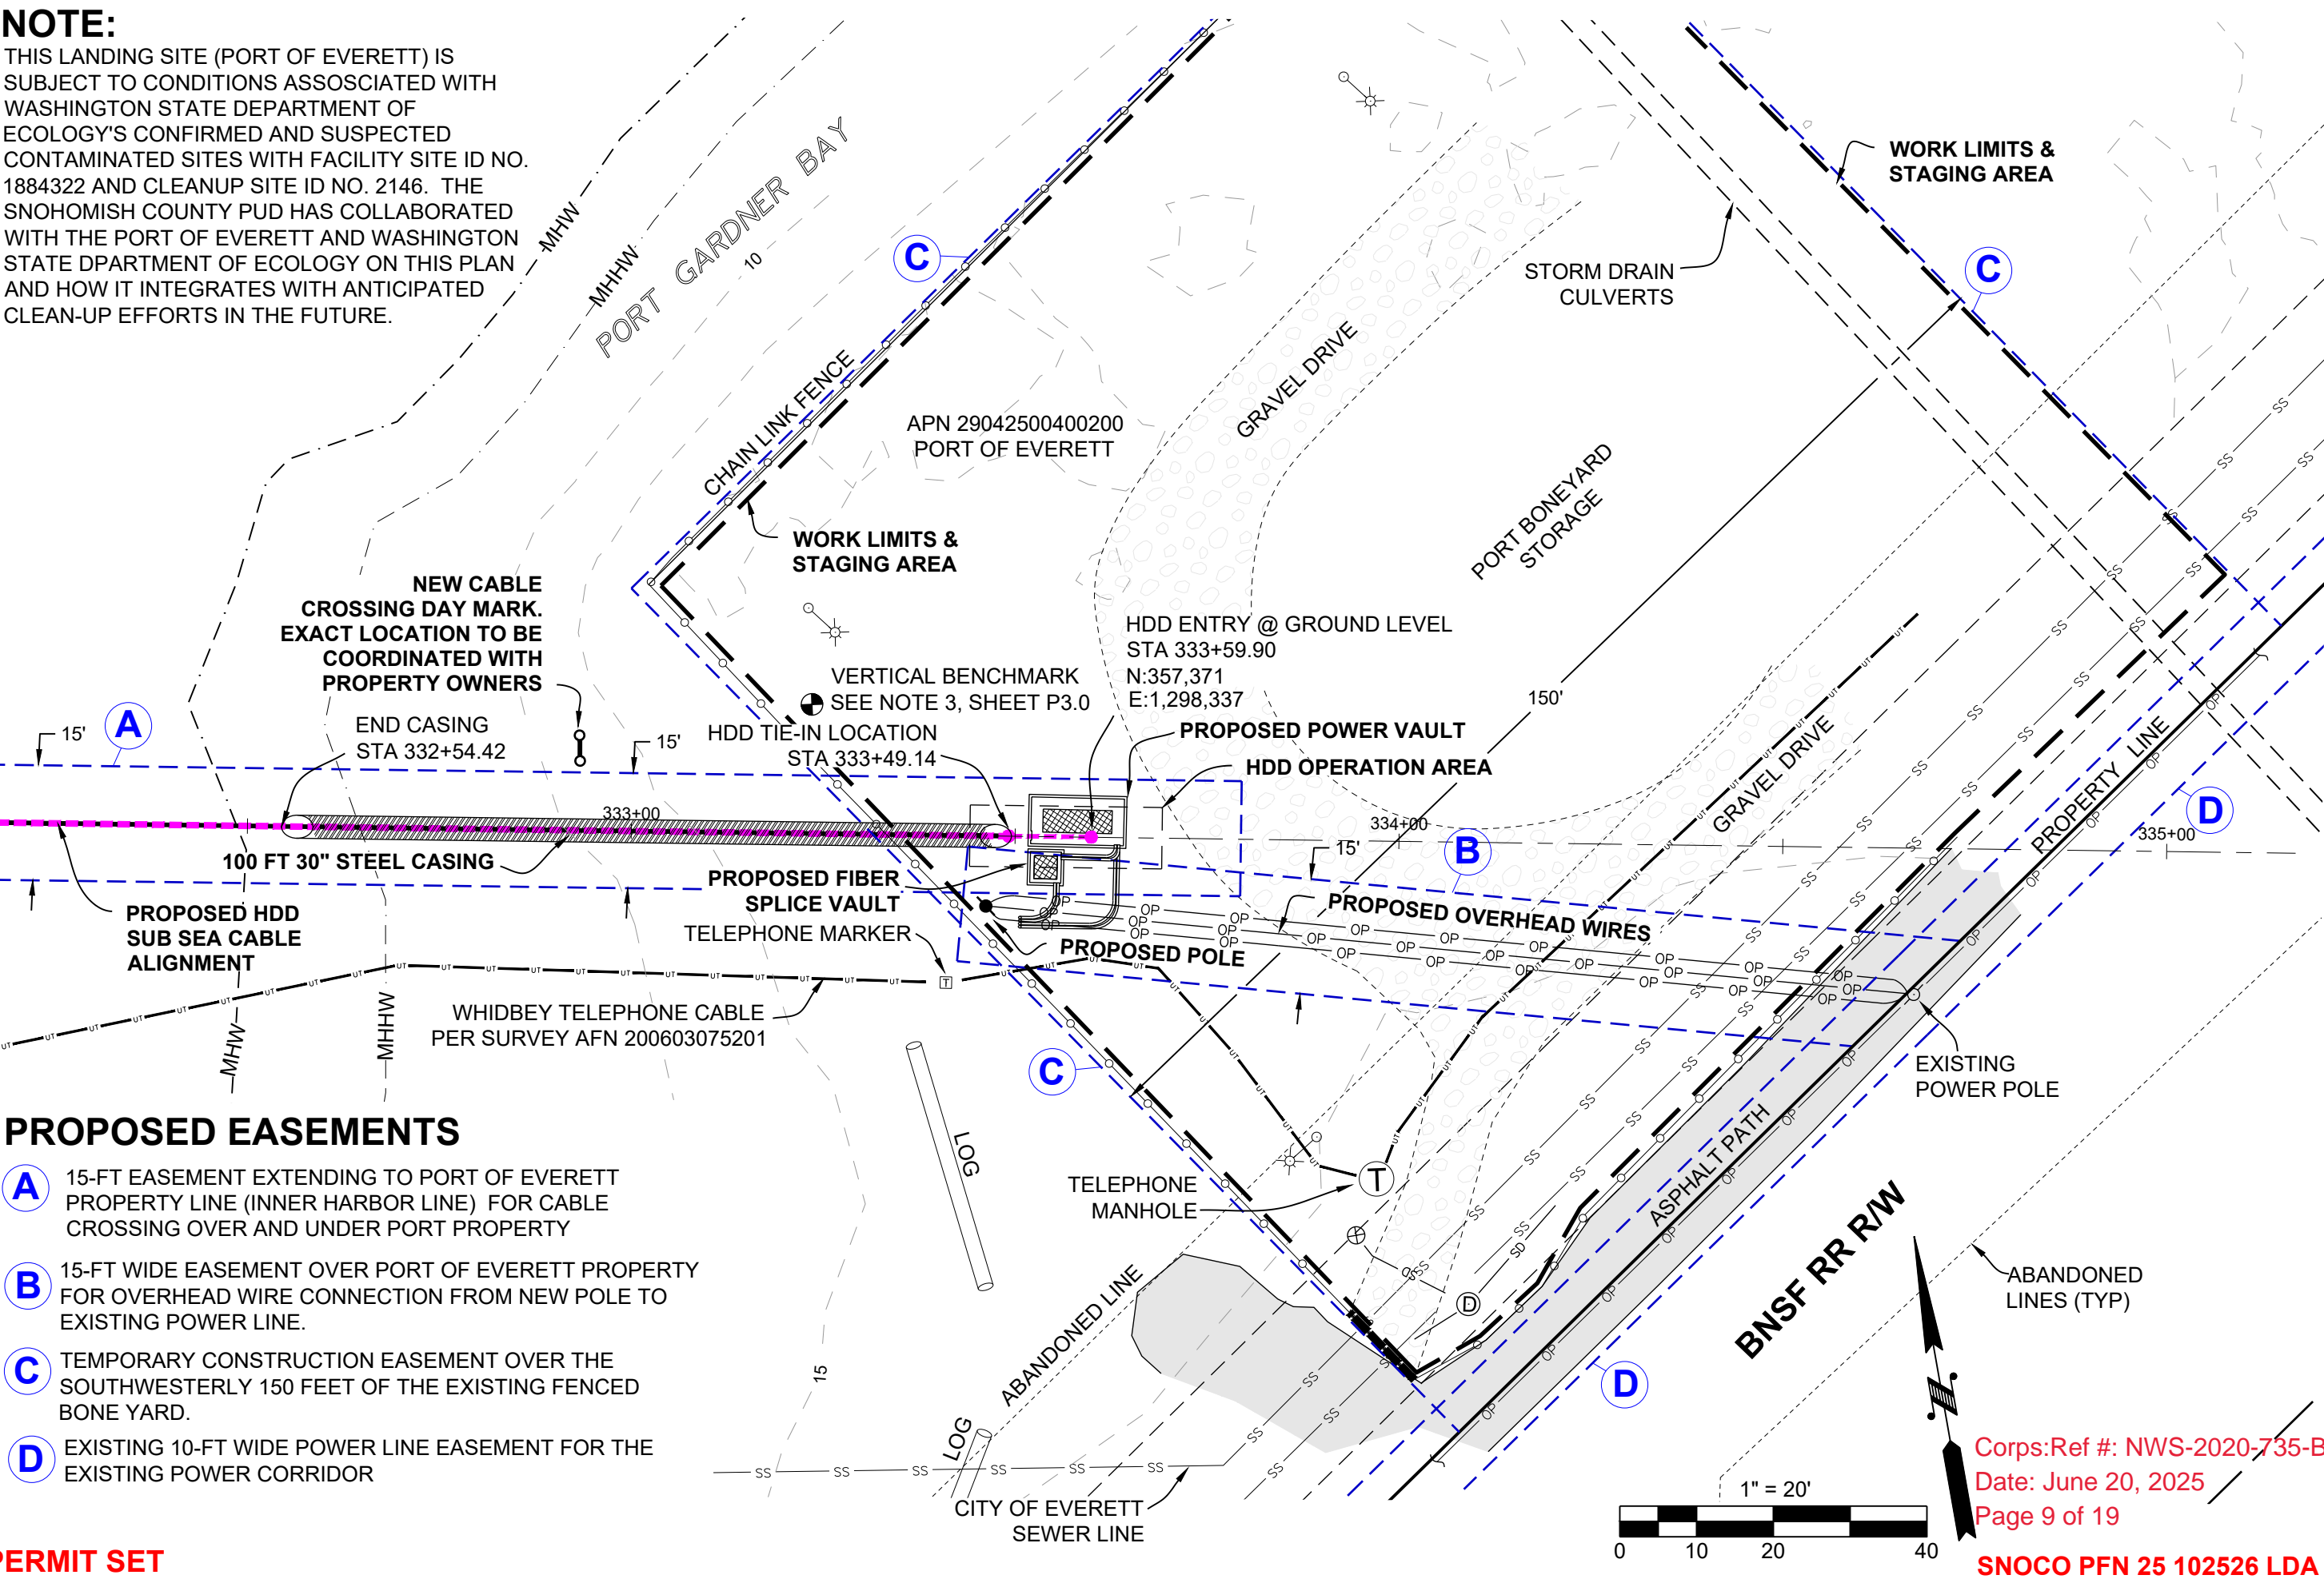 NOTE:
THIS LANDING SITE (PORT OF EVERETT) IS
SUBJECT TO CONDITIONS ASSOSCIATED WITH
WASHINGTON STATE DEPARTMENT OF
ECOLOGY'S CONFIRMED AND SUSPECTED
CONTAMINATED SITES WITH FACILITY SITE ID NO.
1884322 AND CLEANUP SITE ID NO. 2146.  THE
SNOHOMISH COUNTY PUD HAS COLLABORATED
WITH THE PORT OF EVERETT AND WASHINGTON
STATE DPARTMENT OF ECOLOGY ON THIS PLAN
AND HOW IT INTEGRATES WITH ANTICIPATED
CLEAN-UP EFFORTS IN THE FUTURE.
MHW
MHHW
PORT GARDNER BAY
10
C
CHAIN LINK FENCE
APN 29042500400200
PORT OF EVERETT
WORK LIMITS &
STAGING AREA
GRAVEL DRIVE
STORM DRAIN
CULVERTS
WORK LIMITS &
STAGING AREA
C
PORT BONEYARD
STORAGE
NEW CABLE
CROSSING DAY MARK.
EXACT LOCATION TO BE
COORDINATED WITH
PROPERTY OWNERS
HDD ENTRY @ GROUND LEVEL
STA 333+59.90
N:357,371
E:1,298,337
VERTICAL BENCHMARK
SEE NOTE 3, SHEET P3.0
150'
15'
A
END CASING
STA 332+54.42
15'
HDD TIE-IN LOCATION
STA 333+49.14
PROPOSED POWER VAULT
HDD OPERATION AREA
GRAVEL DRIVE
PROPERTY LINE
D
333+00
334+00
335+00
15'
B
100 FT 30" STEEL CASING
PROPOSED FIBER
SPLICE VAULT
PROPOSED HDD
SUB SEA CABLE
ALIGNMENT
TELEPHONE MARKER
T
PROPOSED POLE
PROPOSED OVERHEAD WIRES
WHIDBEY TELEPHONE CABLE
PER SURVEY AFN 200603075201
MHW
MHHW
C
EXISTING
POWER POLE
LOG
TELEPHONE
MANHOLE
T
ASPHALT PATH
BNSF RR R/W
ABANDONED
LINES (TYP)
D
SD
ABANDONED LINE
15
D
LOG
SS SS SS SS SS SS
CITY OF EVERETT
SEWER LINE
PROPOSED EASEMENTS
A
15-FT EASEMENT EXTENDING TO PORT OF EVERETT
PROPERTY LINE (INNER HARBOR LINE)  FOR CABLE
CROSSING OVER AND UNDER PORT PROPERTY
B
15-FT WIDE EASEMENT OVER PORT OF EVERETT PROPERTY
FOR OVERHEAD WIRE CONNECTION FROM NEW POLE TO
EXISTING POWER LINE.
C
TEMPORARY CONSTRUCTION EASEMENT OVER THE
SOUTHWESTERLY 150 FEET OF THE EXISTING FENCED
BONE YARD.
D
EXISTING 10-FT WIDE POWER LINE EASEMENT FOR THE
EXISTING POWER CORRIDOR
N
1" = 20'
0 10 20 40
Corps:Ref #: NWS-2020-735-B
Date: June 20, 2025
Page 9 of 19
PERMIT SET
SNOCO PFN 25 102526 LDA